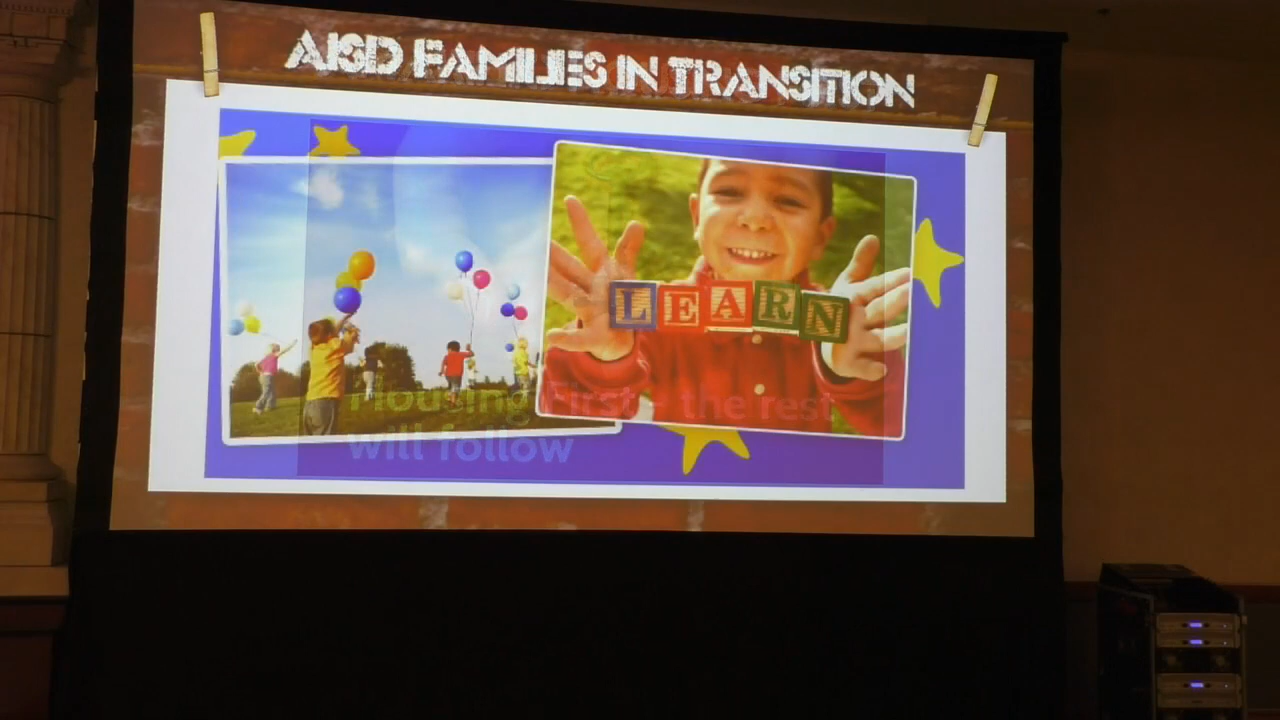 AISD FAMILIES IN TRANSITION
LEARN
Housing First - the rest
will follow